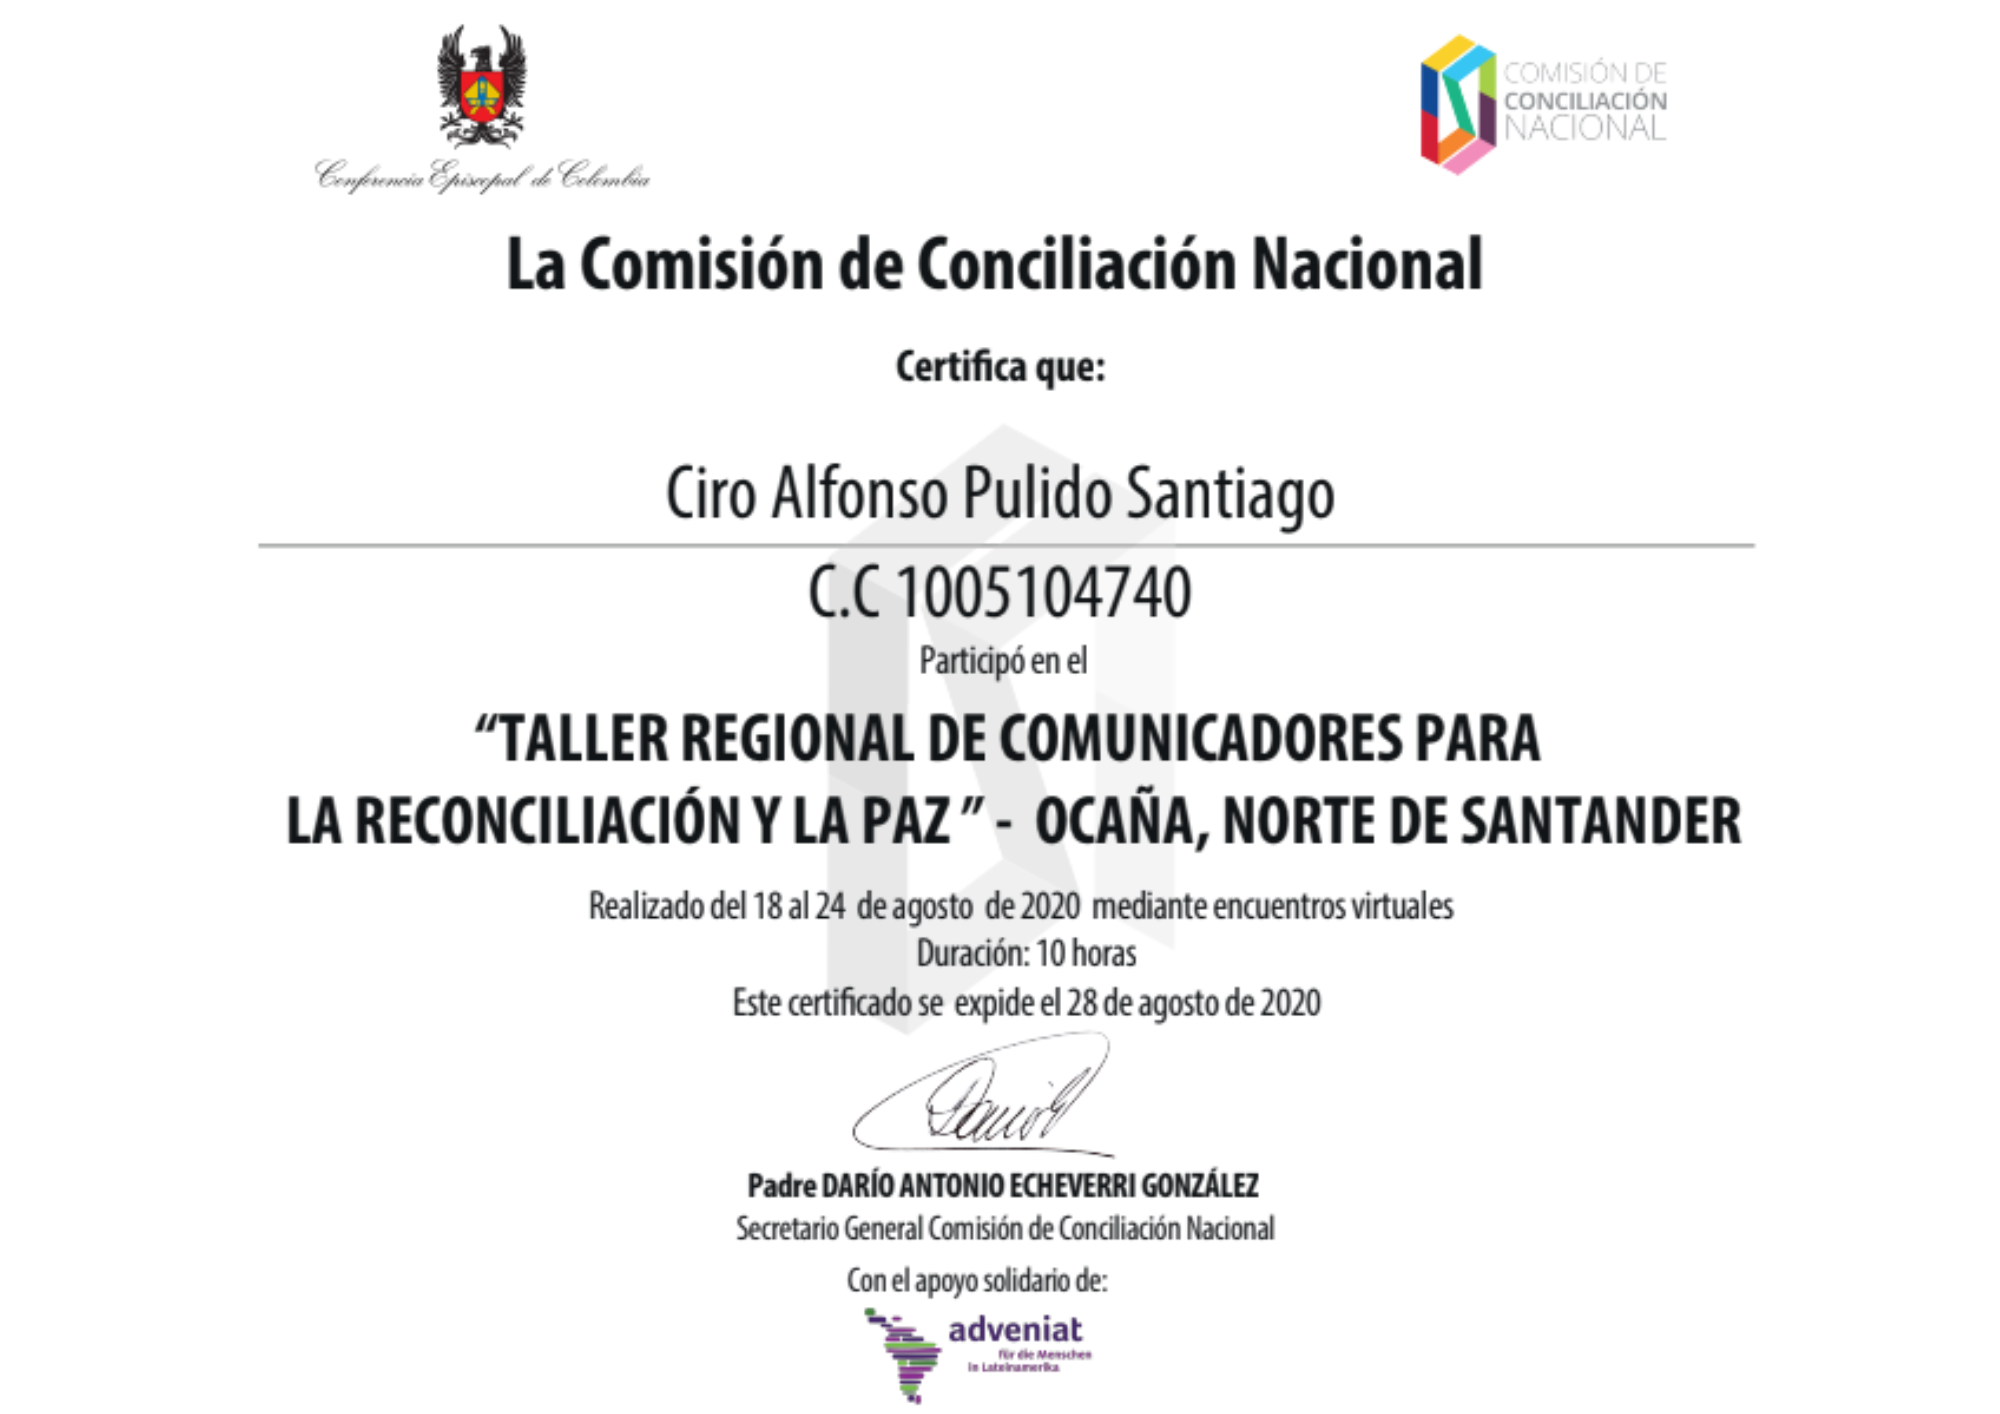 Conferencia Episcopal de Colombia
COMISIÓN DE
CONCILIACIÓN
NACIONAL
La Comisión de Conciliación Nacional
Certifica que:
Ciro Alfonso Pulido Santiago
C.C 1005104740
Participó en el
“TALLER REGIONAL DE COMUNICADORES PARA
LA RECONCILIACIÓN Y LA PAZ ” - OCAÑA, NORTE DE SANTANDER
Realizado del 18 al 24 de agosto de 2020 mediante encuentros virtuales
Duración: 10 horas
Este certificado se expide el 28 de agosto de 2020
Padre DARÍO ANTONIO ECHEVERRI GONZÁLEZ
Secretario General Comisión de Conciliación Nacional
Con el apoyo solidario de:
adveniat
für die Menschen
in Lateinamerika